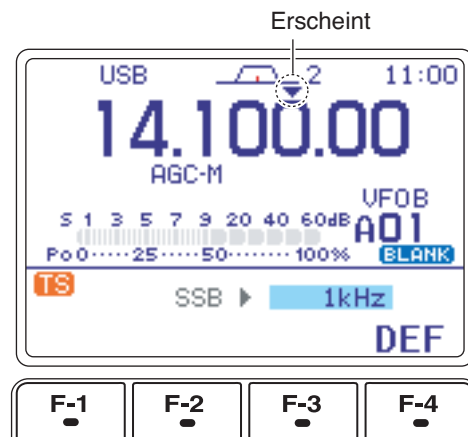 Erscheint
USB 2 11:00
14.100.00
AGC-M
VFOB
S 1 3 5 7 9 20 40 60dB A01
Po 0·····25·····50········100% BLANK
TS
SSB ▶ 1kHz
DEF
F-1 F-2 F-3 F-4